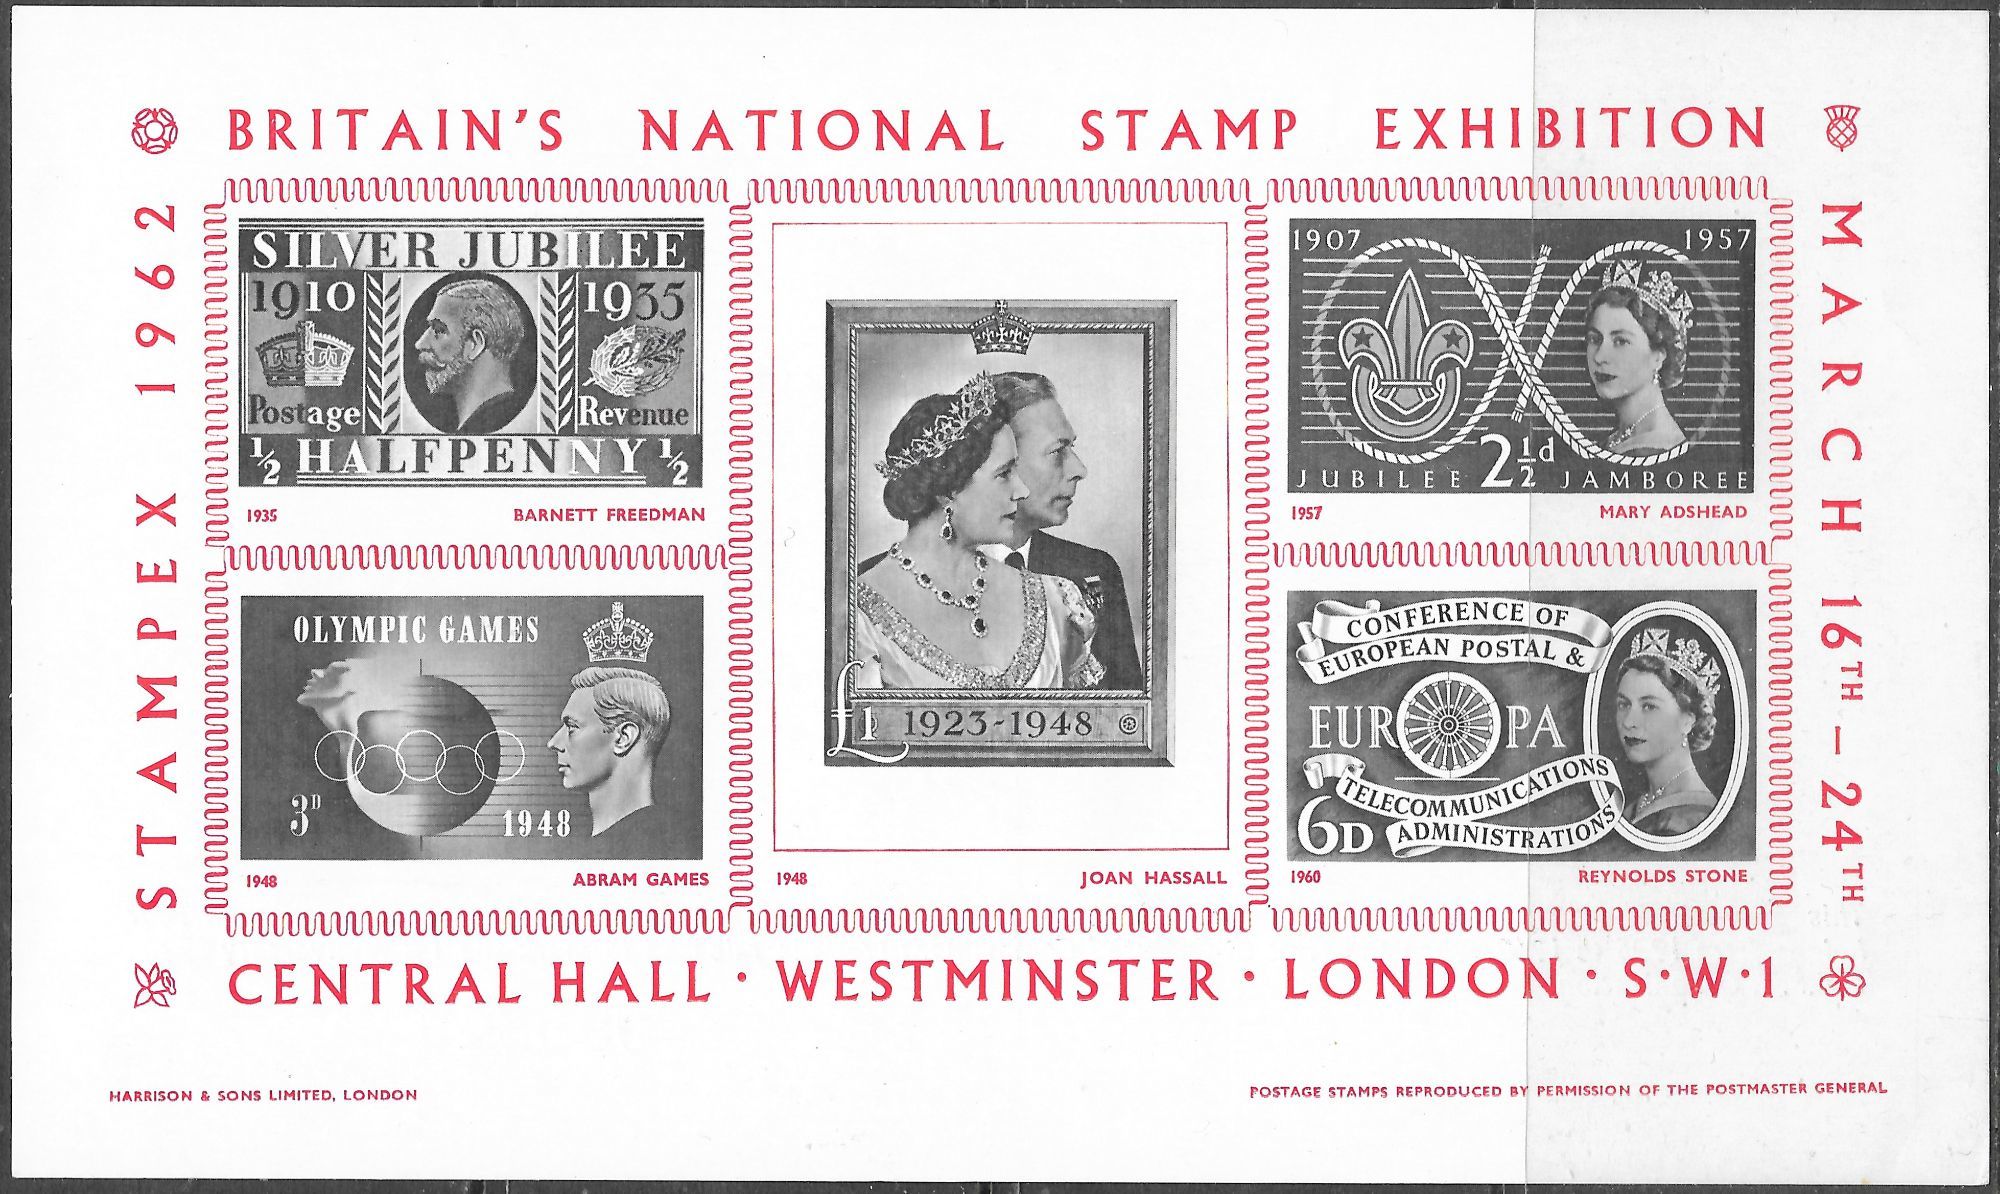 BRITAIN'S NATIONAL STAMP EXHIBITION
STAMPEX 1962
MARCH 16TH – 24TH
SILVER JUBILEE
1910
1935
Postage
Revenue
½ HALFPENNY ½
1935
BARNETT FREEDMAN
OLYMPIC GAMES
3D
1948
1948
ABRAM GAMES
£1
1923-1948
1948
JOAN HASSALL
1907
1957
JUBILEE 2½d JAMBOREE
1957
MARY ADSHEAD
CONFERENCE OF
EUROPEAN POSTAL &
EUROPA
TELECOMMUNICATIONS
6D
ADMINISTRATIONS
1960
REYNOLDS STONE
CENTRAL HALL · WESTMINSTER · LONDON · S·W·1
HARRISON & SONS LIMITED, LONDON
POSTAGE STAMPS REPRODUCED BY PERMISSION OF THE POSTMASTER GENERAL